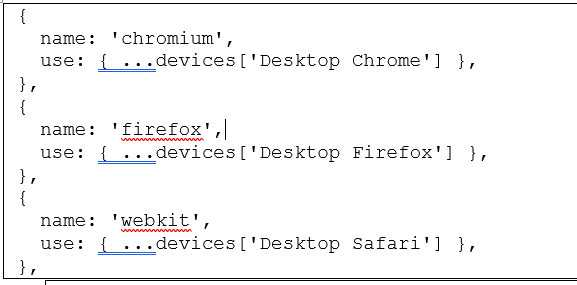 {
  name: 'chromium',
  use: { ...devices['Desktop Chrome'] },
},
{
  name: 'firefox',
  use: { ...devices['Desktop Firefox'] },
},
{
  name: 'webkit',
  use: { ...devices['Desktop Safari'] },
},